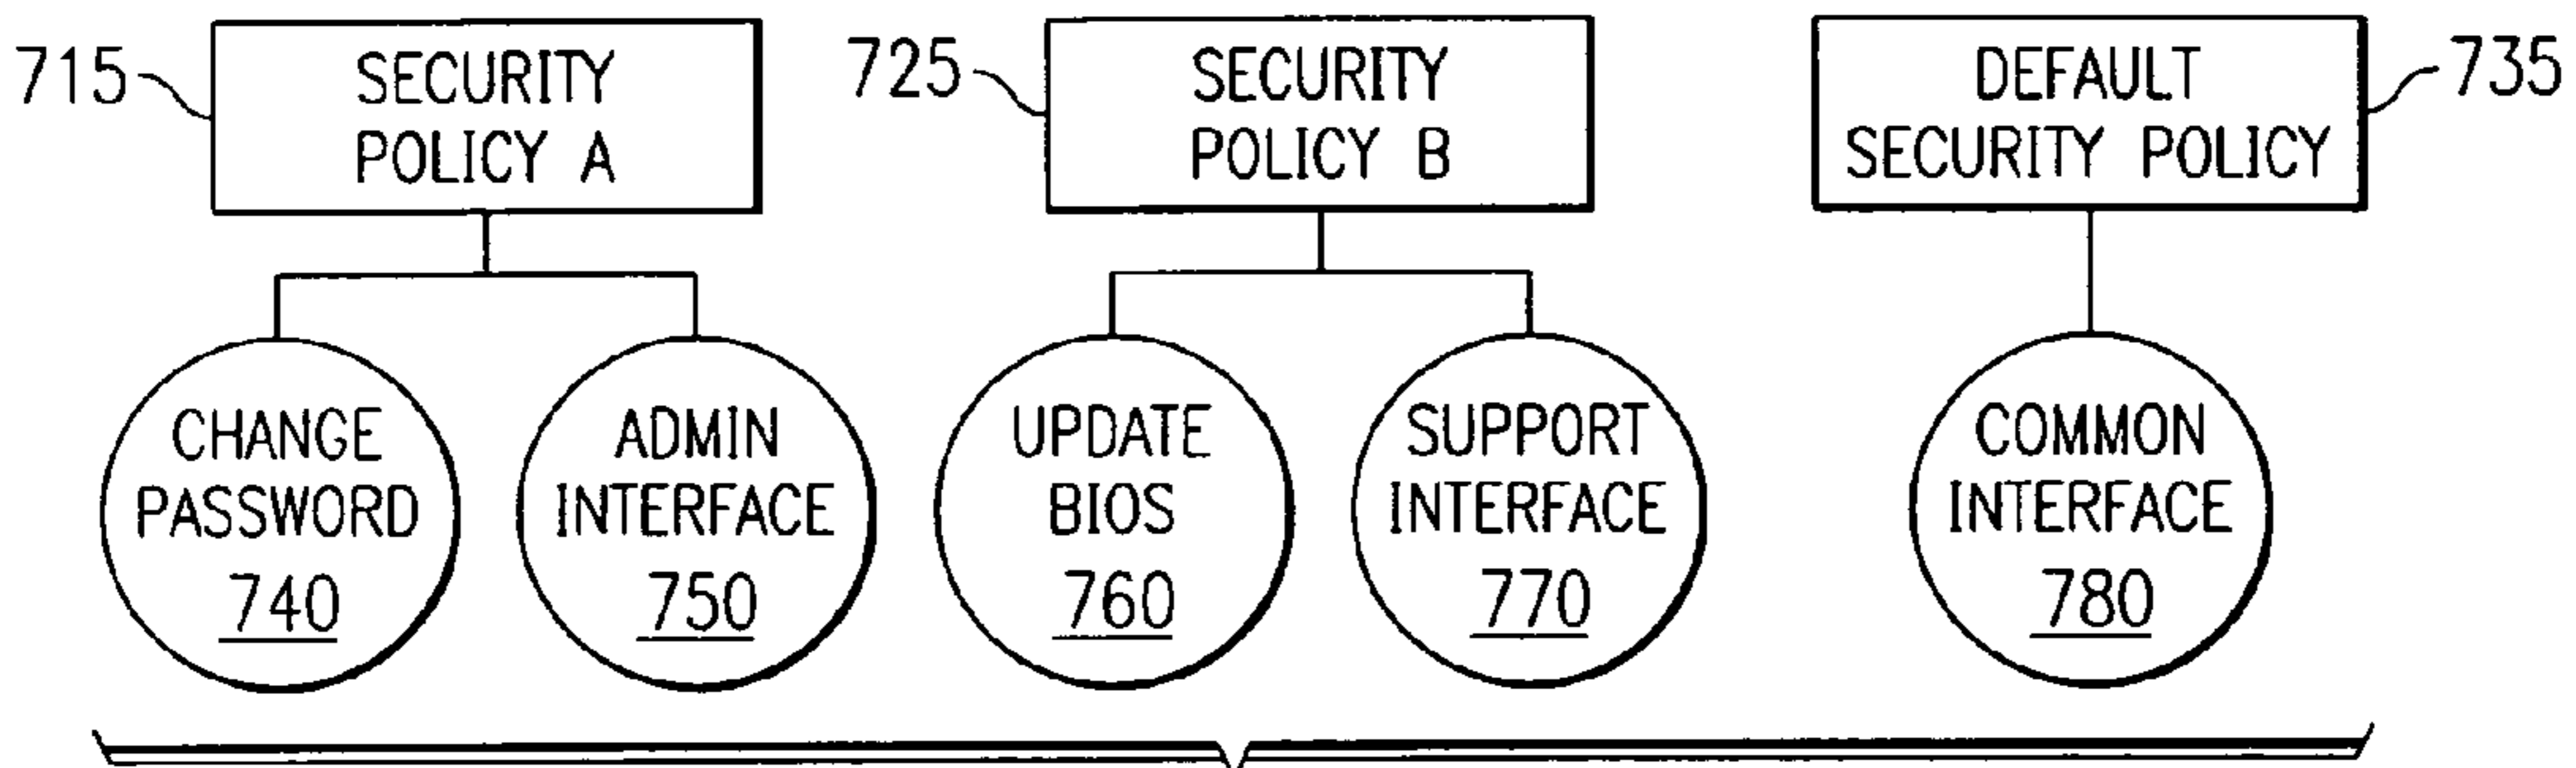 715
SECURITY
POLICY A
725
SECURITY
POLICY B
DEFAULT
SECURITY POLICY
735
CHANGE
PASSWORD
740
ADMIN
INTERFACE
750
UPDATE
BIOS
760
SUPPORT
INTERFACE
770
COMMON
INTERFACE
780